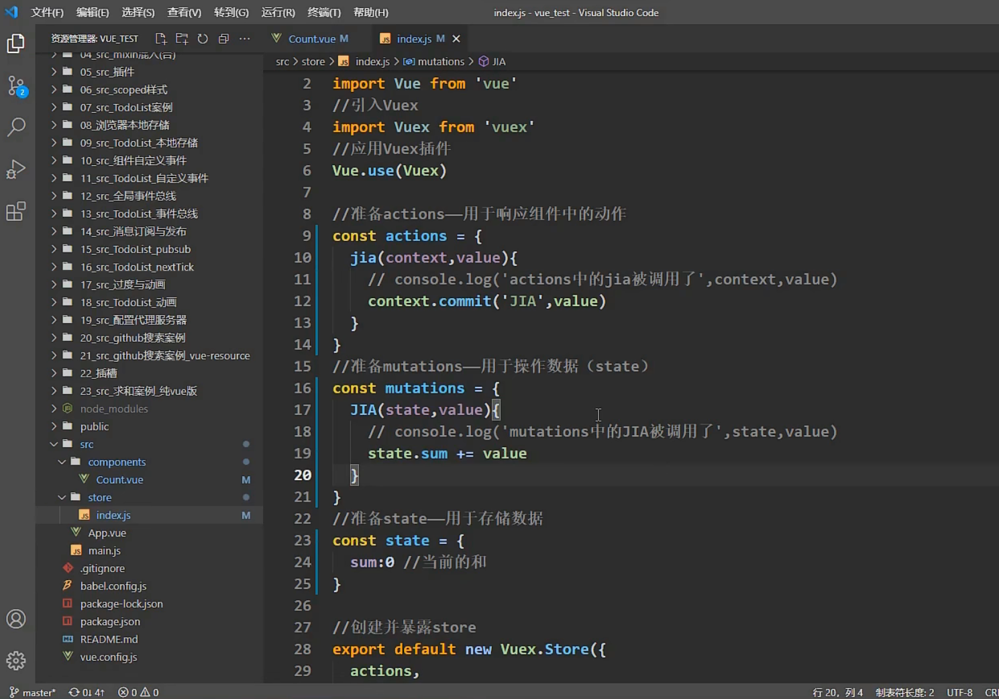 文件(F) 编辑(E) 选择(S) 查看(V) 转到(G) 运行(R) 终端(T) 帮助(H)
index.js - vue_test - Visual Studio Code
资源管理器: VUE_TEST
Count.vue M
index.js M
src > store > JS index.js > mutations > JIA
04_src_mixin混入(合)
05_src_插件
06_src_scoped样式
07_src_TodoList案例
08_浏览器本地存储
09_src_TodoList_本地存储
10_src_组件自定义事件
11_src_TodoList_自定义事件
12_src_全局事件总线
13_src_TodoList_事件总线
14_src_消息订阅与发布
15_src_TodoList_pubsub
16_src_TodoList_nextTick
17_src_过度与动画
18_src_TodoList_动画
19_src_配置代理服务器
20_src_github搜索案例
21_src_github搜索案例_vue-resource
22_插槽
23_src_求和案例_纯vue版
node_modules
public
src
components
Count.vue M
store
JS index.js M
App.vue
JS main.js
.gitignore
babel.config.js
package-lock.json
package.json
README.md
vue.config.js
2
2 import Vue from 'vue'
3 //引入Vuex
4 import Vuex from 'vuex'
5 //应用Vuex插件
6 Vue.use(Vuex)
7
8 //准备actions——用于响应组件中的动作
9 const actions = {
10 jia(context,value){
11 // console.log('actions中的jia被调用了',context,value)
12 context.commit('JIA',value)
13 }
14 }
15 //准备mutations——用于操作数据（state）
16 const mutations = {
17 JIA(state,value){
18 // console.log('mutations中的JIA被调用了',state,value)
19 state.sum += value
20 }
21 }
22 //准备state——用于存储数据
23 const state = {
24 sum:0 //当前的和
25 }
26
27 //创建并暴露store
28 export default new Vuex.Store({
29 actions,
master* 0↓ 4↑ 0 0
行 20，列 4 制表符长度: 2 UTF-8